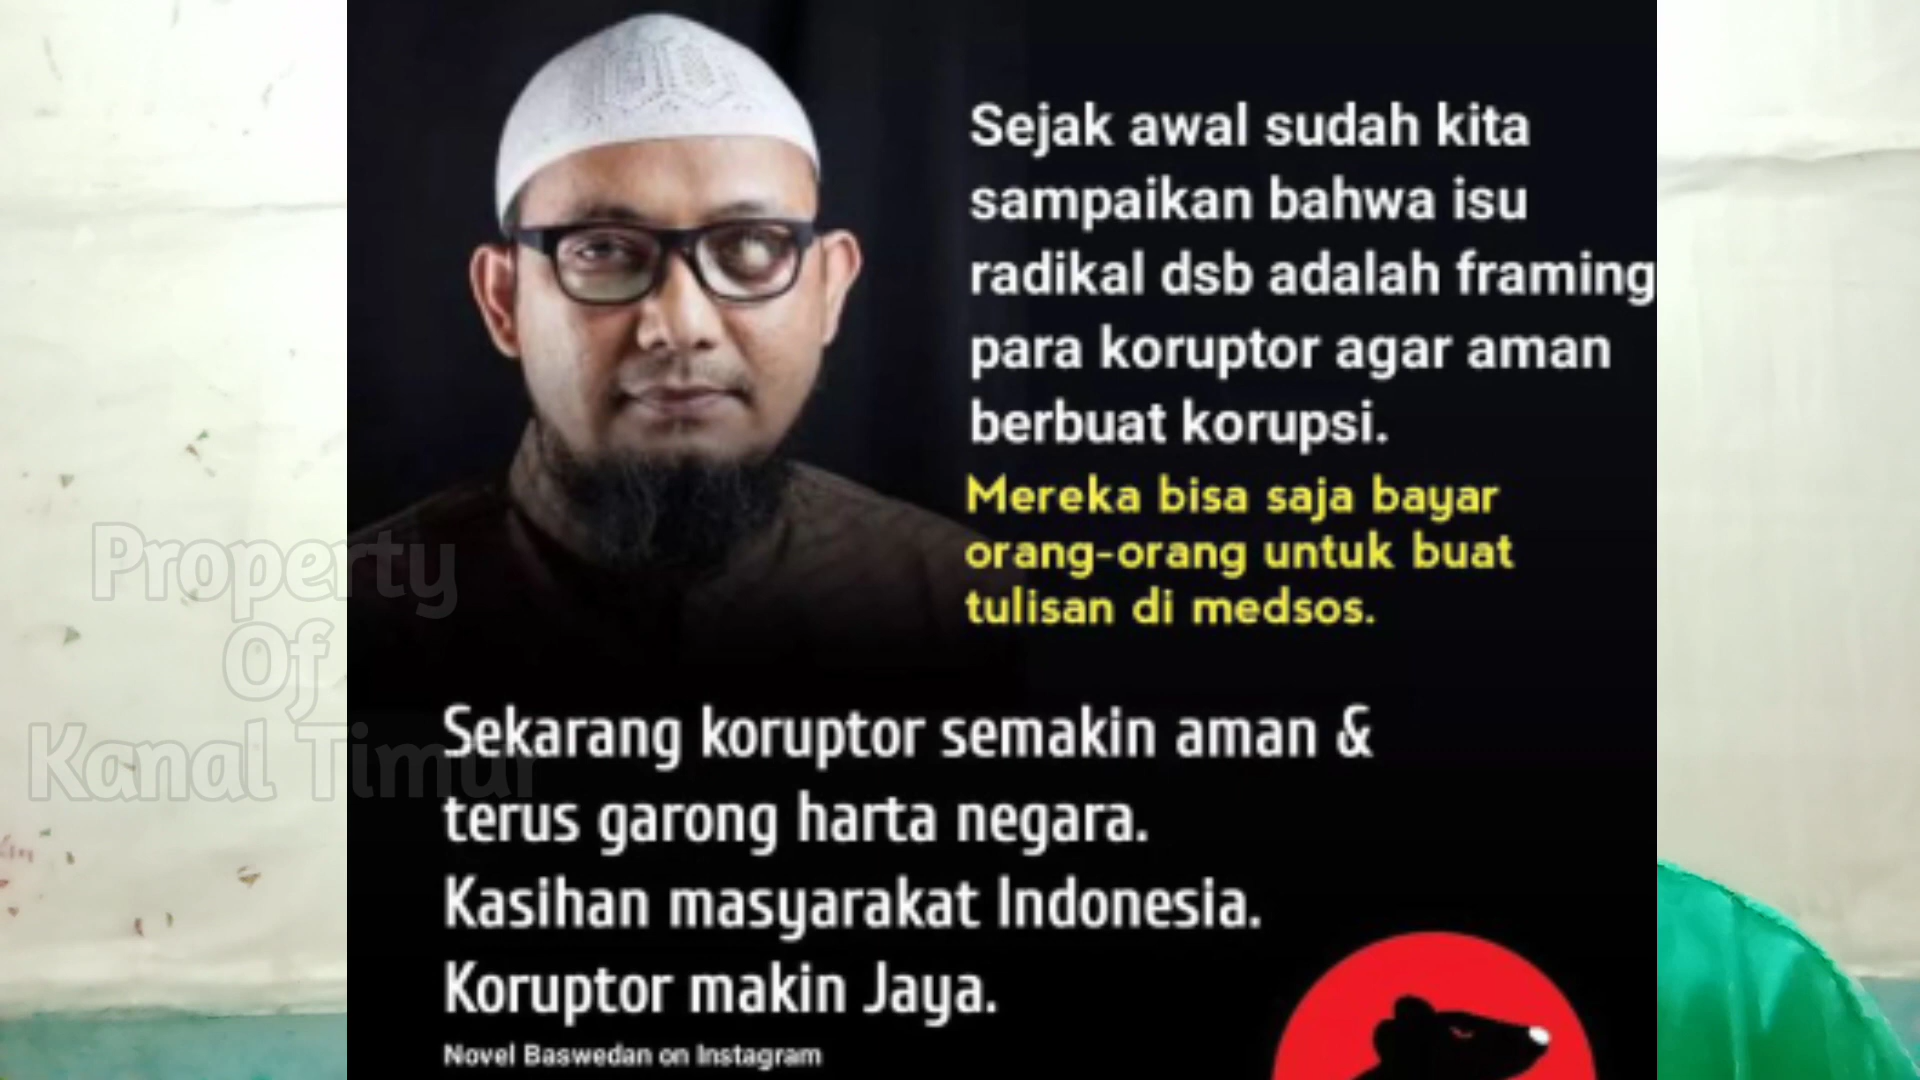 Sejak awal sudah kita
sampaikan bahwa isu
radikal dsb adalah framing
para koruptor agar aman
berbuat korupsi.
Mereka bisa saja bayar
orang-orang untuk buat
tulisan di medsos.
Property
Of
Kanal Timur
Sekarang koruptor semakin aman &
terus garong harta negara.
Kasihan masyarakat Indonesia.
Koruptor makin Jaya.
Novel Baswedan on Instagram